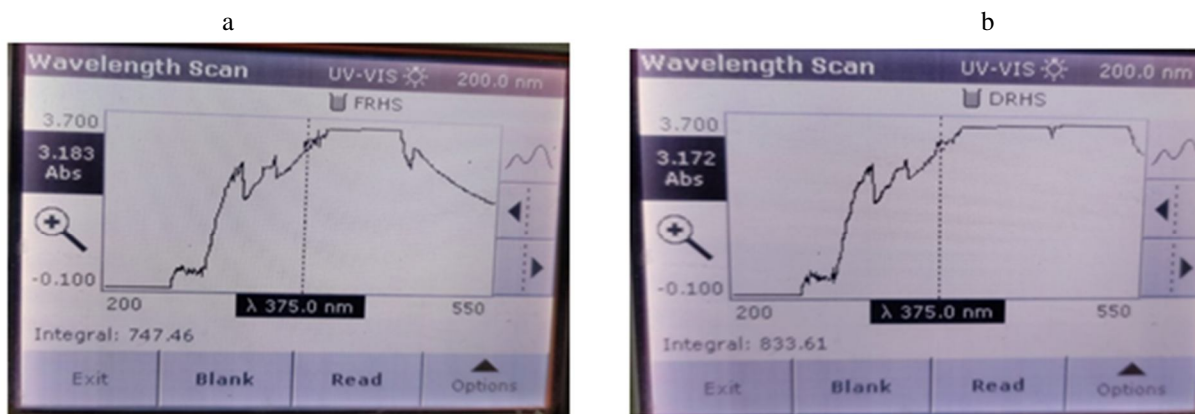 a
Wavelength Scan UV-VIS 200.0 nm
FRHS
3.700
3.183
Abs
-0.100
200 λ 375.0 nm 550
Integral: 747.46
Exit Blank Read Options
b
Wavelength Scan UV-VIS 200.0 nm
DRHS
3.700
3.172
Abs
-0.100
200 λ 375.0 nm 550
Integral: 833.61
Exit Blank Read Options